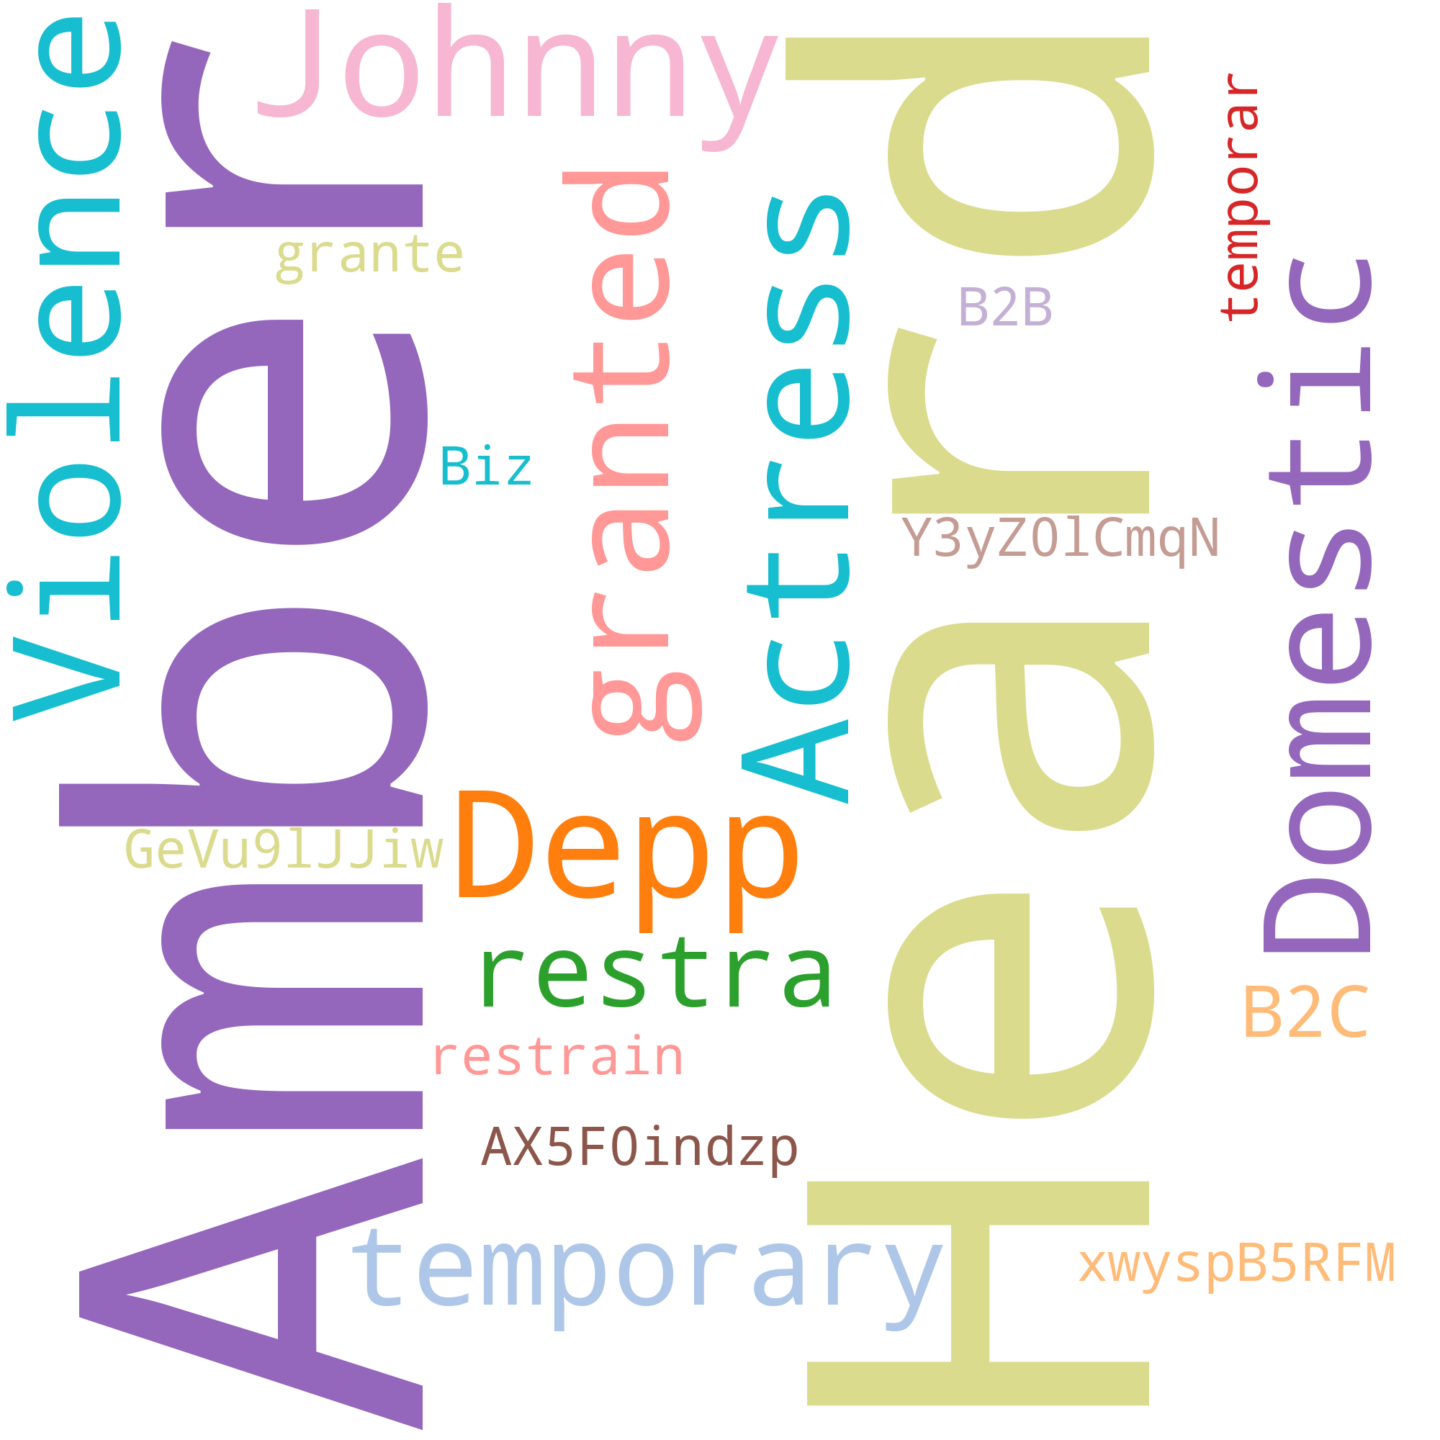 Violence
Amber
Johnny
grante
granted
Actress
Heard
B2B
temporar
Domestic
Biz
Y3yZ0lCmqN
GeVu9lJJiw
Depp
restra
B2C
restrain
AX5F0indzp
temporary
xwyspB5RFM